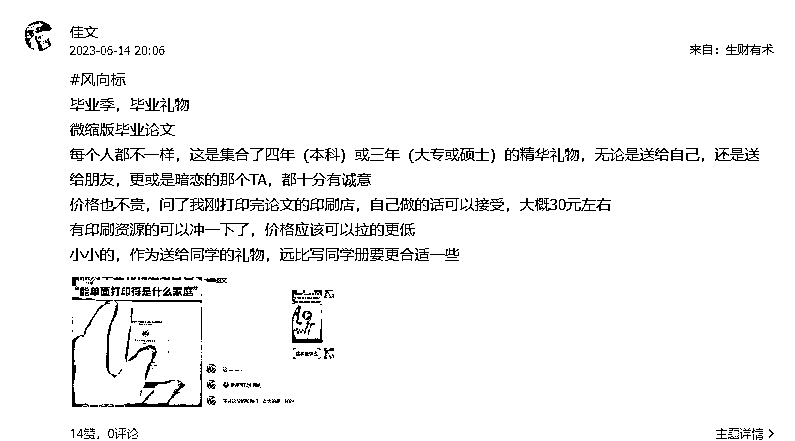 佳文
2023-06-14 20:06
来自：生财有术
#风向标
毕业季，毕业礼物
微缩版毕业论文
每个人都不一样，这是集合了四年（本科）或三年（大专或硕士）的精华礼物，无论是送给自己，还是送
给朋友，更或是暗恋的那个TA，都十分有诚意
价格也不贵，问了我刚打印完论文的印刷店，自己做的话可以接受，大概30元左右
有印刷资源的可以冲一下了，价格应该可以拉的更低
小小的，作为送给同学的礼物，远比写同学册要更合适一些
“能单面打印得是什么家庭”
14赞，0评论
主题详情 >